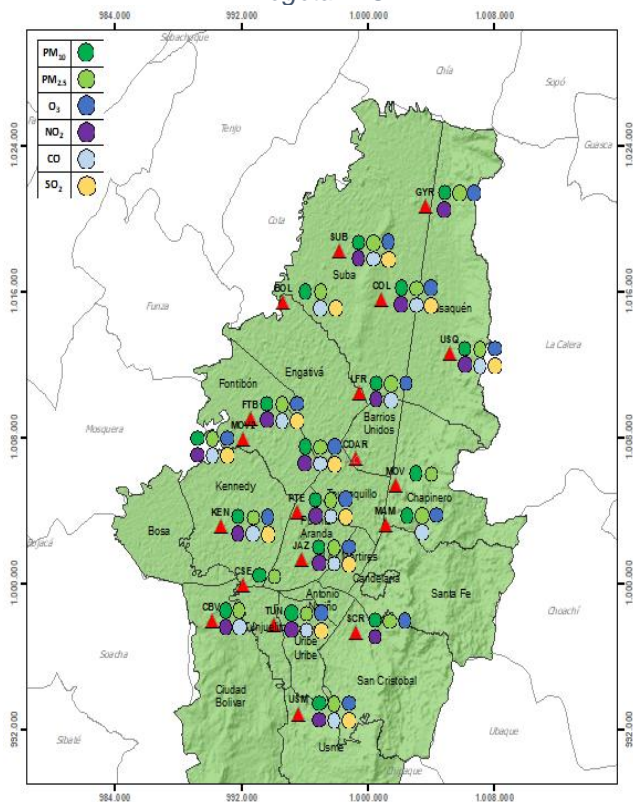 984.000 992.000 1.000.000 1.008.000
PM10
PM2.5
O3
NO2
CO
SO2
Subachoque
Chía
Sopó
Tenjo
Guasca
1.024.000
1.024.000
GYR
Cota
SUB
Suba
1.016.000
BOL
COL
1.016.000
Funza
USQ
La Calera
Engativá
Fontibón
LFR
Barrios
Unidos
FTB
Mosquera
1.008.000
1.008.000
CDAR
MOV
Kennedy
Chapinero
PTE
KEN
MAM
Bosa
Aranda
JAZ
Bojacá
CSE
Candelaria
1.000.000
1.000.000
Antonio
Santa Fe
CBV
TUN
SCR
Choachí
Uribe
Uribe
Soacha
San Cristobal
Ciudad
Bolivar
USM
Usme
992.000
992.000
Sibaté
Ubaque
Chipaque
984.000 992.000 1.000.000 1.008.000